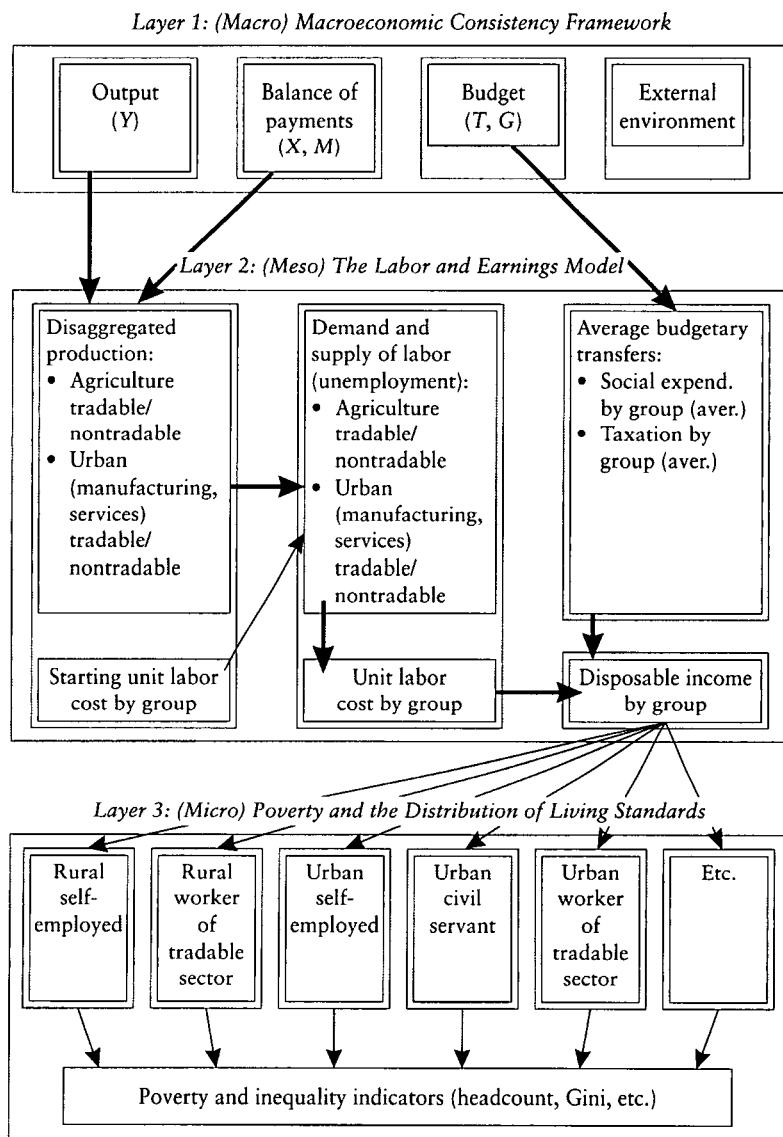 Layer 1: (Macro) Macroeconomic Consistency Framework
Output
(Y)
Balance of
payments
(X, M)
Budget
(T, G)
External
environment
Layer 2: (Meso) The Labor and Earnings Model
Disaggregated
production:
• Agriculture
tradable/
nontradable
• Urban
(manufacturing,
services)
tradable/
nontradable
Starting unit labor
cost by group
Demand and
supply of labor
(unemployment):
• Agriculture
tradable/
nontradable
• Urban
(manufacturing,
services)
tradable/
nontradable
Unit labor
cost by group
Average budgetary
transfers:
• Social expend.
by group (aver.)
• Taxation by
group (aver.)
Disposable income
by group
Layer 3: (Micro) Poverty and the Distribution of Living Standards
Rural
self-
employed
Rural
worker
of
tradable
sector
Urban
self-
employed
Urban
civil
servant
Urban
worker
of
tradable
sector
Etc.
Poverty and inequality indicators (headcount, Gini, etc.)